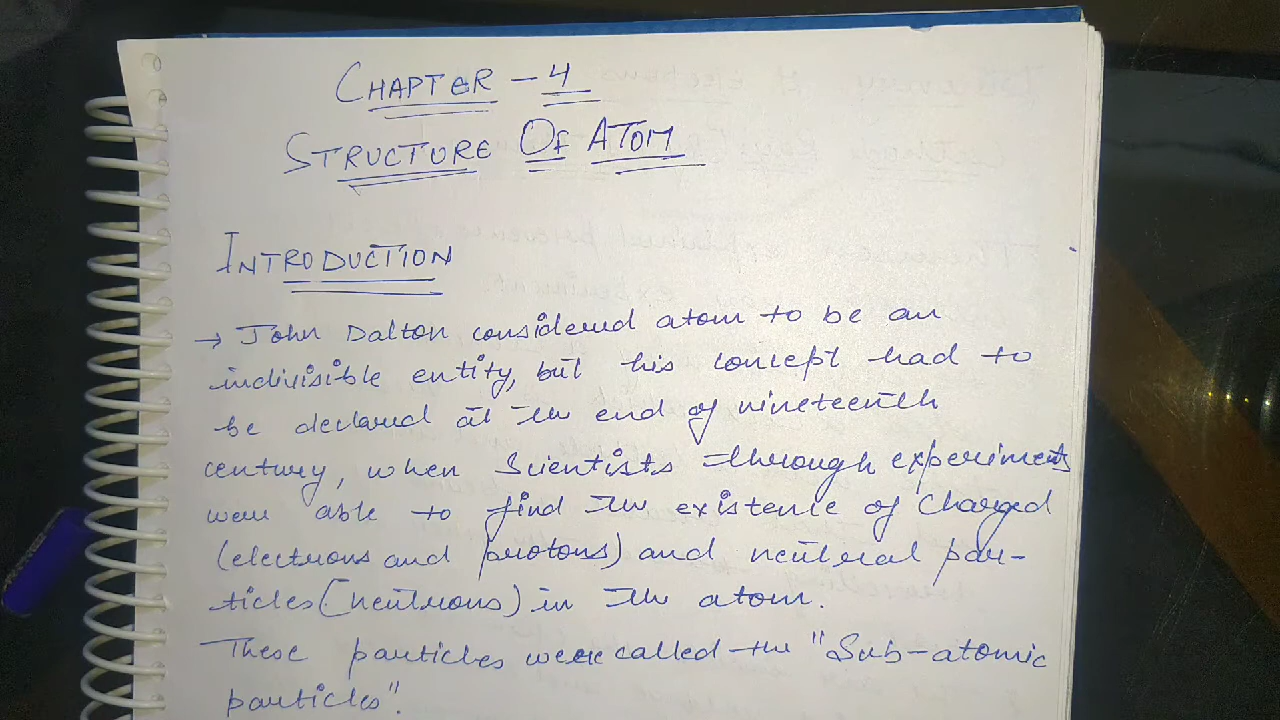 CHAPTER - 4
STRUCTURE OF ATOM
INTRODUCTION
→ John Dalton considered atom to be an
indivisible entity, but his concept had to
be declared at the end of nineteenth
century, when Scientists through experiments
were able to find the existence of Charged
(electrons and protons) and neutral par-
ticles (neutrons) in the atom.
These particles were called the "Sub-atomic
particles".